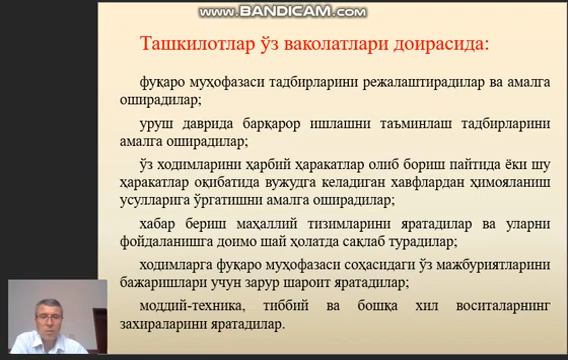 www.BANDICAM.com
Ташкилотлар ўз ваколатлари доирасида:
фуқаро муҳофазаси тадбирларини режалаштирадилар ва амалга
оширадилар;
уруш даврида барқарор ишлашни таъминлаш тадбирларини
амалга оширадилар;
ўз ходимларини ҳарбий ҳаракатлар олиб бориш пайтида ёки шу
ҳаракатлар оқибатида вужудга келадиган хавфлардан ҳимояланиш
усулларига ўргатишни амалга оширадилар;
хабар бериш маҳаллий тизимларини яратадилар ва уларни
фойдаланишга доимо шай ҳолатда сақлаб турадилар;
ходимларга фуқаро муҳофазаси соҳасидаги ўз мажбуриятларини
бажаришлари учун зарур шароит яратадилар;
моддий-техника, тиббий ва бошқа хил воситаларнинг
захираларини яратадилар.